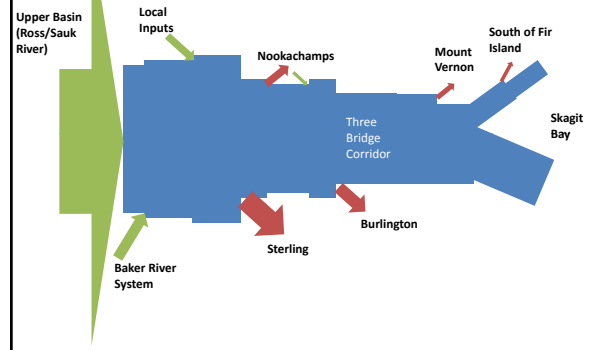 Upper Basin
(Ross/Sauk
River)
Local
Inputs
Nookachamps
Mount
Vernon
South of Fir
Island
Skagit
Bay
Three
Bridge
Corridor
Burlington
Sterling
Baker River
System